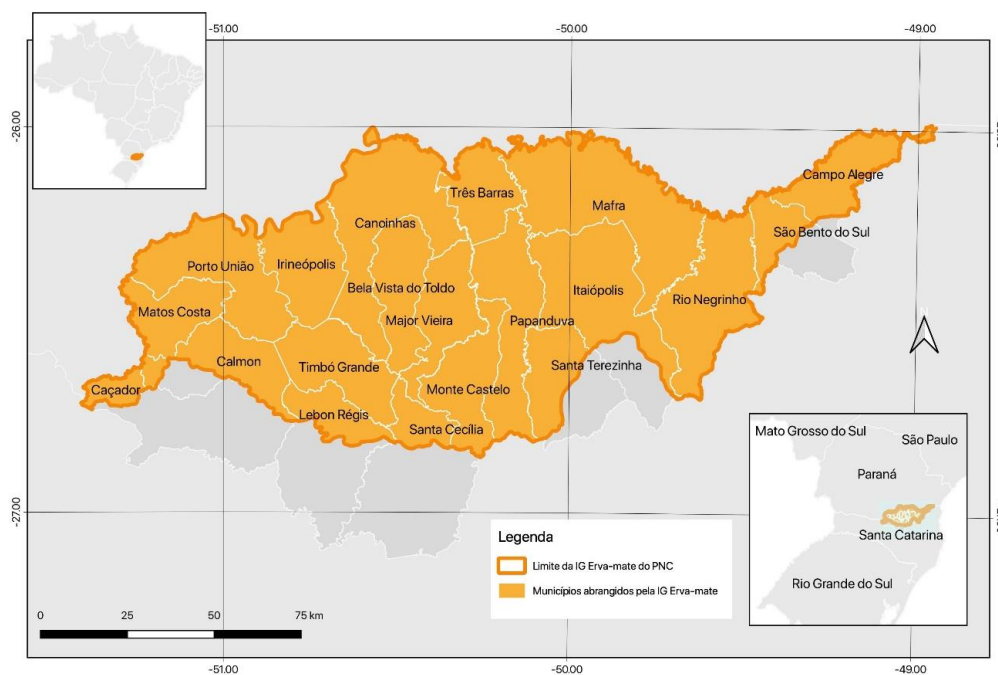 -51.00
-50.00
-49.00
-26.00
Campo Alegre
Três Barras
Mafra
Canoinhas
São Bento do Sul
Porto União
Irineópolis
Bela Vista do Toldo
Itaiópolis
Rio Negrinho
Matos Costa
Major Vieira
Papanduva
Calmon
Timbó Grande
Santa Terezinha
Caçador
Monte Castelo
Lebon Régis
Santa Cecília
Mato Grosso do Sul
São Paulo
Paraná
Santa Catarina
Rio Grande do Sul
-27.00
Legenda
Limite da IG Erva-mate do PNC
Municípios abrangidos pela IG Erva-mate
0 25 50 75 km
-51.00
-50.00
-49.00